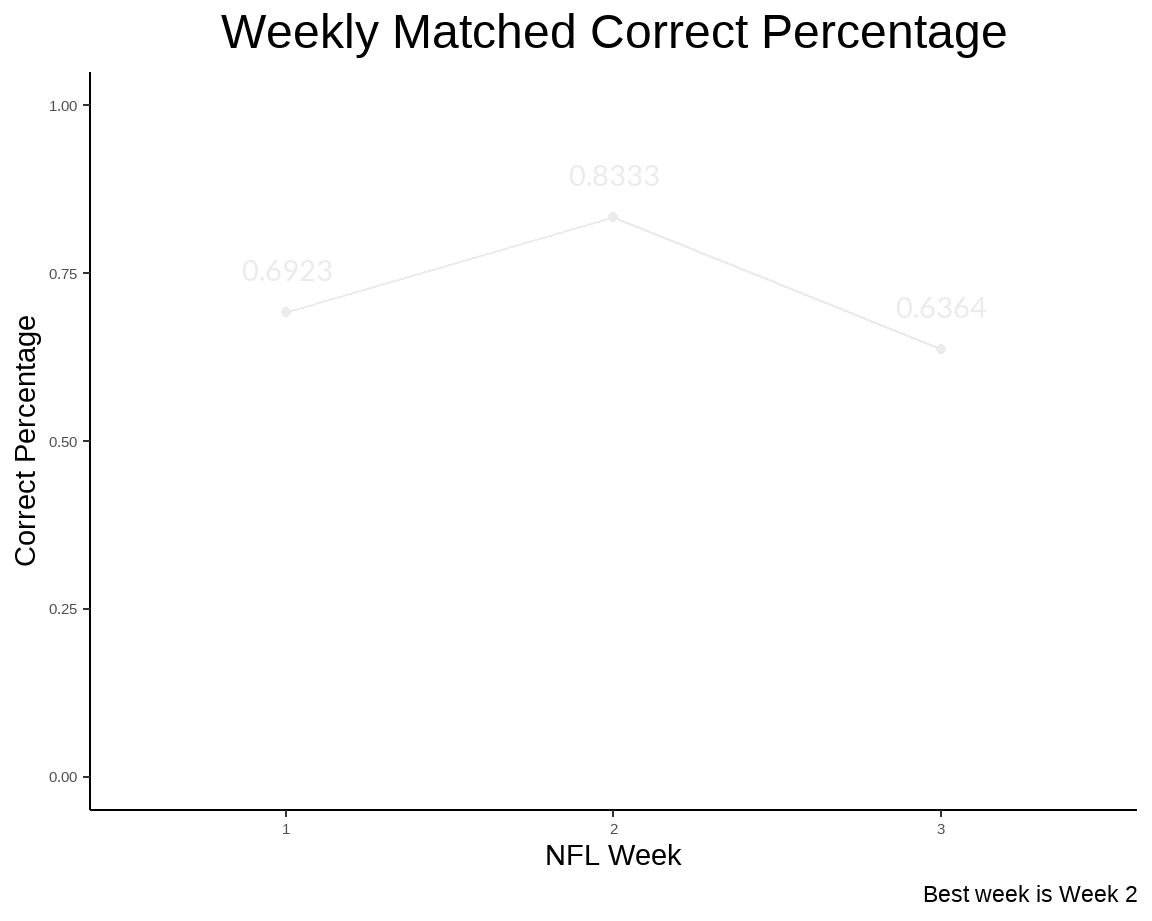 Weekly Matched Correct Percentage
1.00
0.8333
0.75
0.6923
0.6364
0.50
0.25
0.00
Correct Percentage
1 2 3
NFL Week
Best week is Week 2